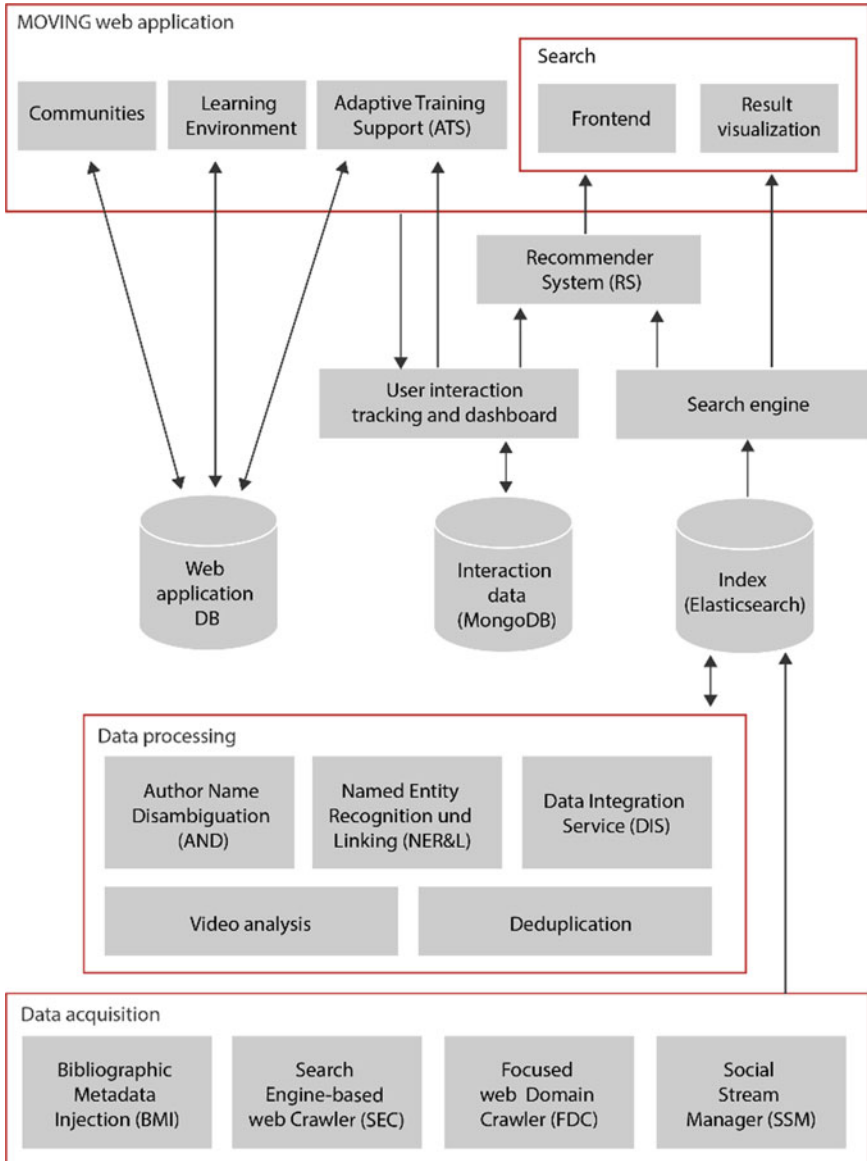 MOVING web application
Search
Communities
Learning
Environment
Adaptive Training
Support (ATS)
Frontend
Result
visualization
Recommender
System (RS)
User interaction
tracking and dashboard
Search engine
Web
application
DB
Interaction
data
(MongoDB)
Index
(Elasticsearch)
Data processing
Author Name
Disambiguation
(AND)
Named Entity
Recognition und
Linking (NER&L)
Data Integration
Service (DIS)
Video analysis
Deduplication
Data acquisition
Bibliographic
Metadata
Injection (BMI)
Search
Engine-based
web Crawler (SEC)
Focused
web Domain
Crawler (FDC)
Social
Stream
Manager (SSM)